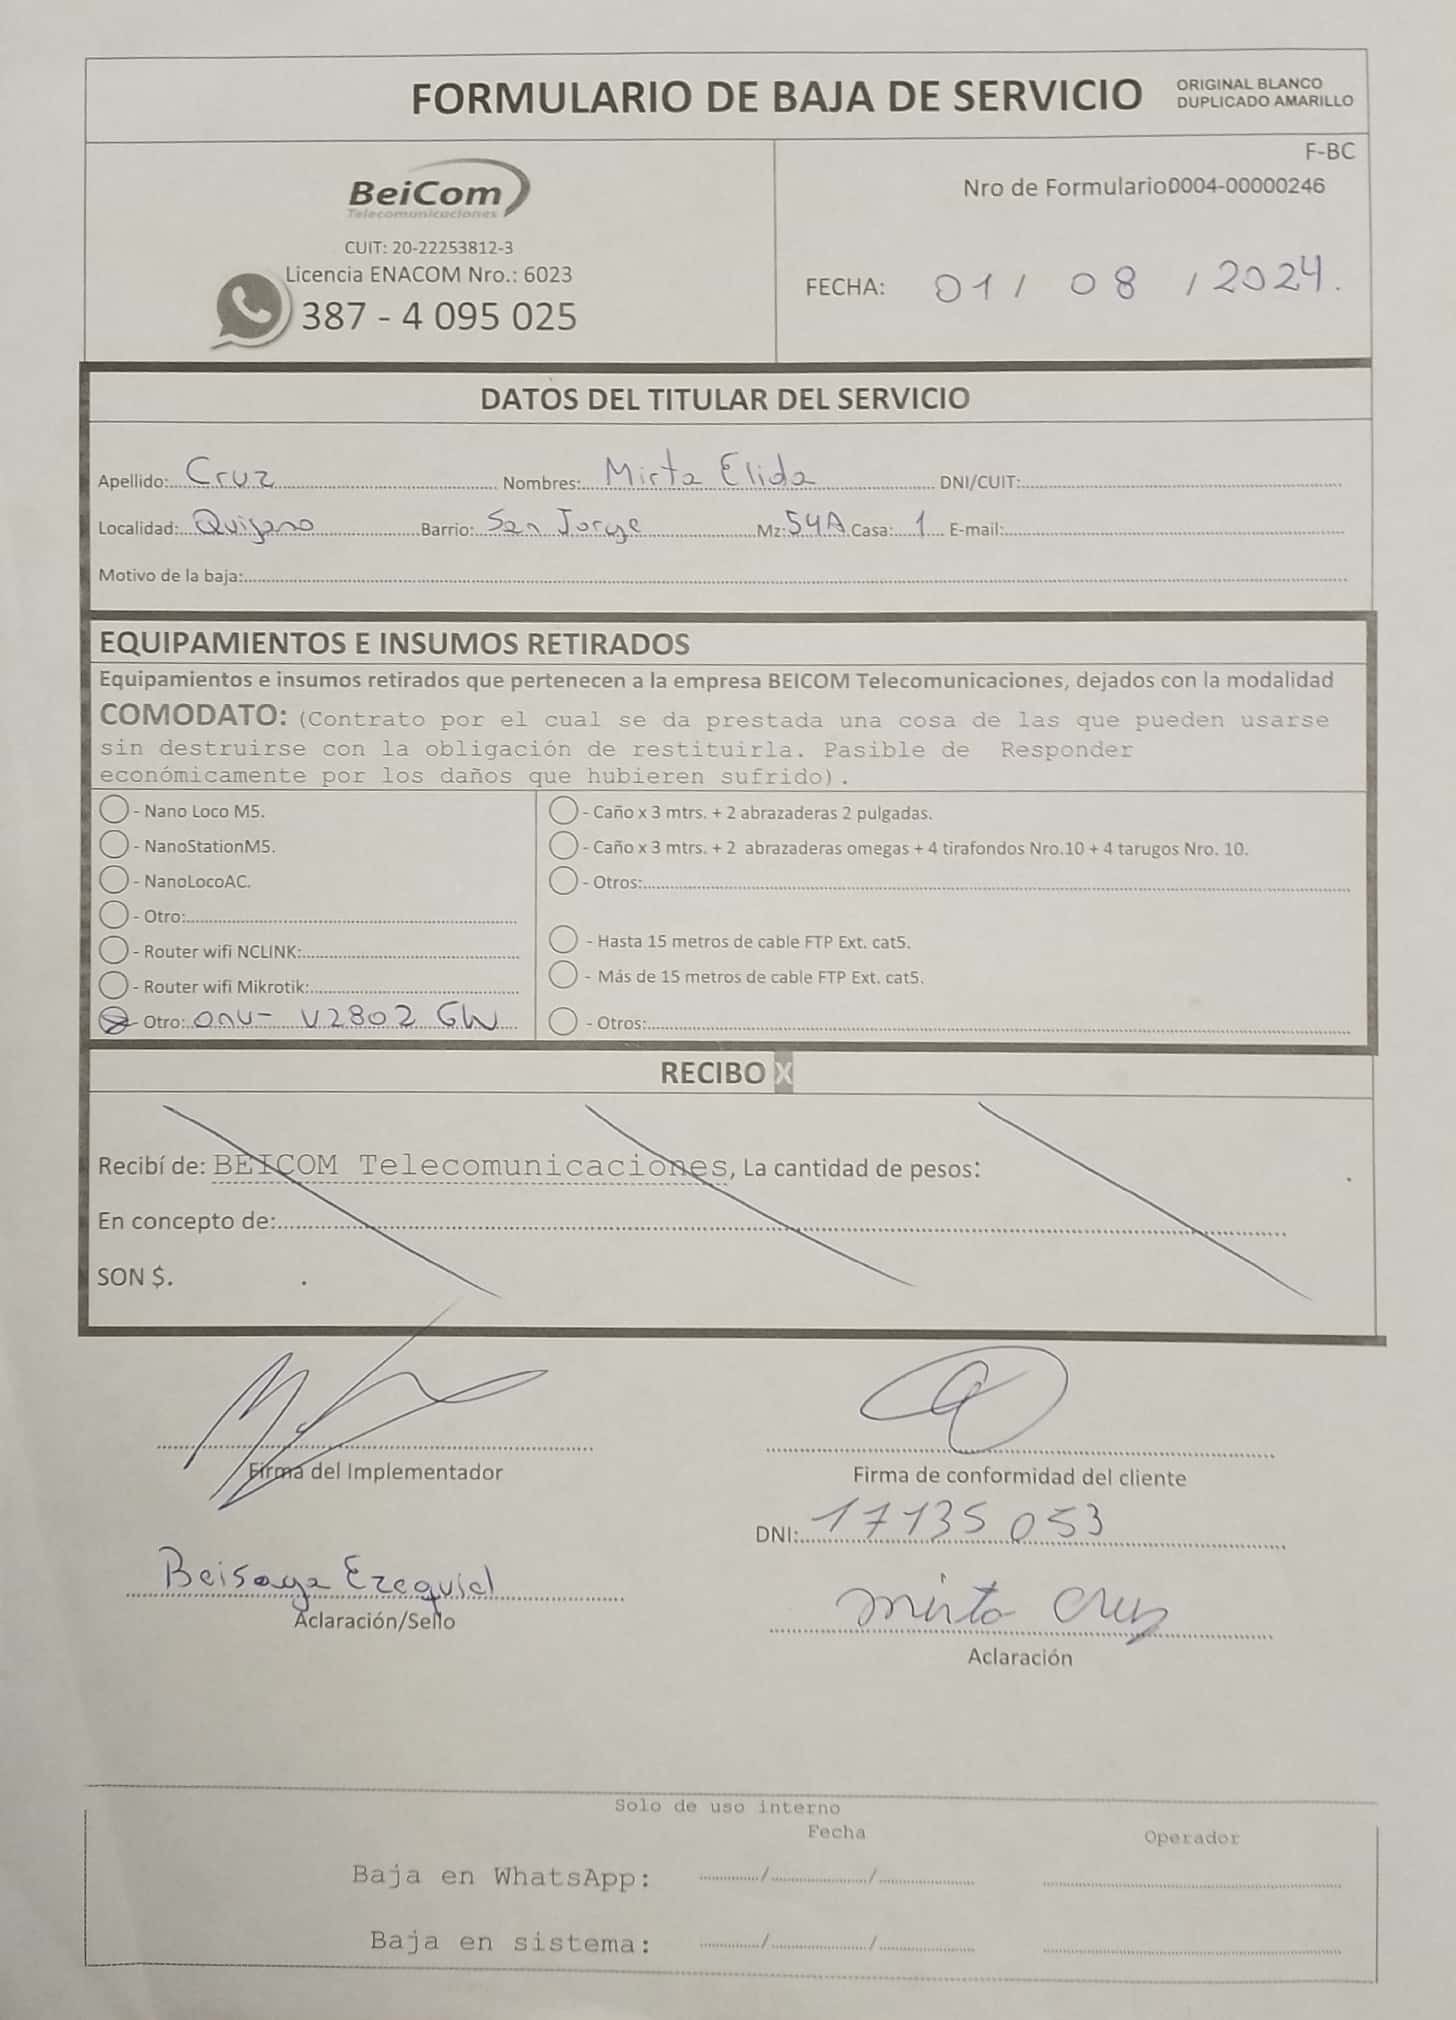 FORMULARIO DE BAJA DE SERVICIO
ORIGINAL BLANCO
DUPLICADO AMARILLO
BeiCom
Telecomunicaciones
CUIT: 20-22253812-3
Licencia ENACOM Nro.: 6023
387 - 4 095 025
F-BC
Nro de Formulario0004-00000246
FECHA: 01 / 08 / 2024.
DATOS DEL TITULAR DEL SERVICIO
Apellido: Cruz Nombres: Mirta Elida DNI/CUIT:
Localidad: Quijano Barrio: San Jorge Mz: 54A Casa: 1 E-mail:
Motivo de la baja:
EQUIPAMIENTOS E INSUMOS RETIRADOS
Equipamientos e insumos retirados que pertenecen a la empresa BEICOM Telecomunicaciones, dejados con la modalidad
COMODATO: (Contrato por el cual se da prestada una cosa de las que pueden usarse
sin destruirse con la obligación de restituirla. Pasible de Responder
económicamente por los daños que hubieren sufrido).
- Nano Loco M5.
- NanoStationM5.
- NanoLocoAC.
- Otro:
- Router wifi NCLINK:
- Router wifi Mikrotik:
- Otro: onu- V2802 GW
- Caño x 3 mtrs. + 2 abrazaderas 2 pulgadas.
- Caño x 3 mtrs. + 2 abrazaderas omegas + 4 tirafondos Nro.10 + 4 tarugos Nro. 10.
- Otros:
- Hasta 15 metros de cable FTP Ext. cat5.
- Más de 15 metros de cable FTP Ext. cat5.
- Otros:
RECIBO X
Recibí de: BEICOM Telecomunicaciones, La cantidad de pesos:
En concepto de:
SON $.
Firma del Implementador
Beisaga Ezequiel
Aclaración/Sello
Firma de conformidad del cliente
DNI: 17135053
mirta Cruz
Aclaración
Solo de uso interno
Fecha Operador
Baja en WhatsApp: / /
Baja en sistema: / /